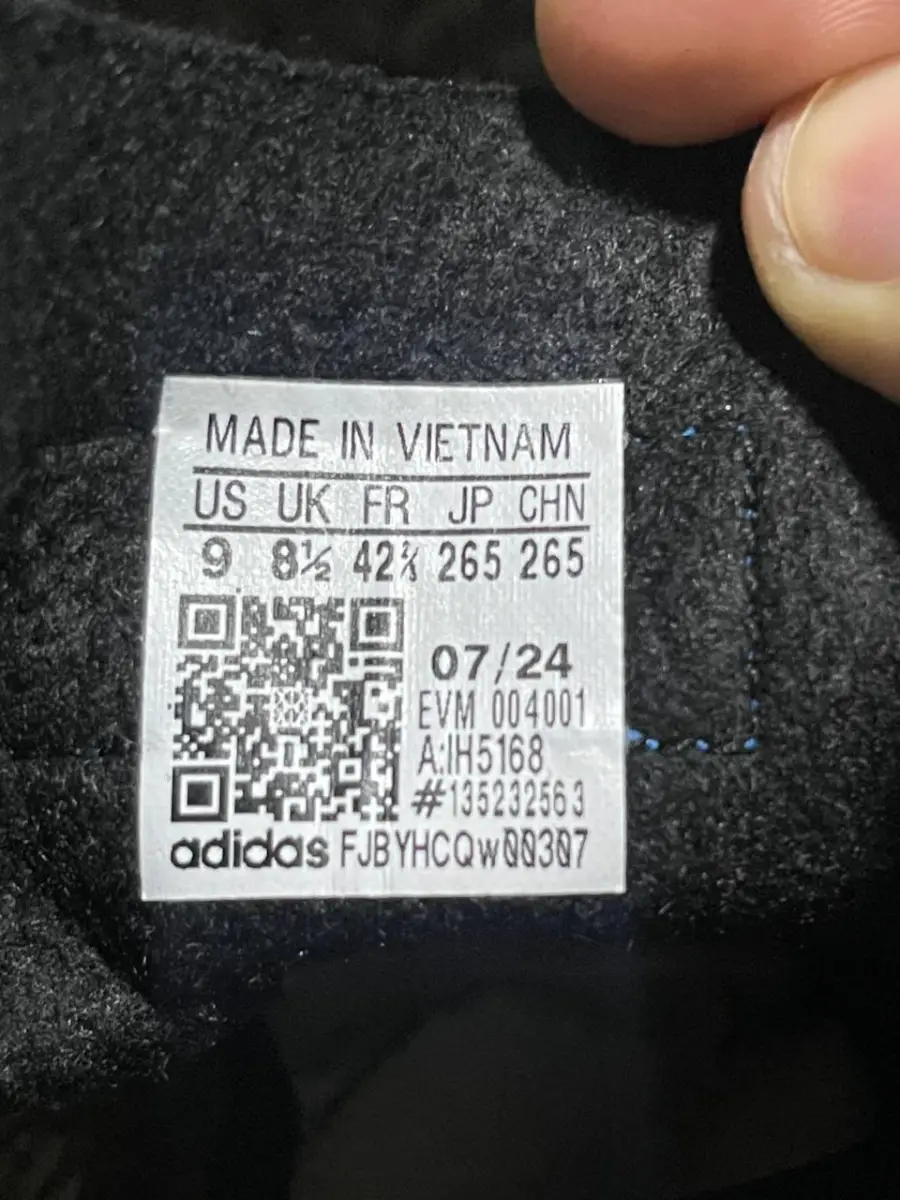 MADE IN VIETNAM
US UK FR JP CHN
9 8½ 42⅔ 265 265
07/24
EVM 004001
A:IH5168
#135232563
adidas FJBYHCQw00307